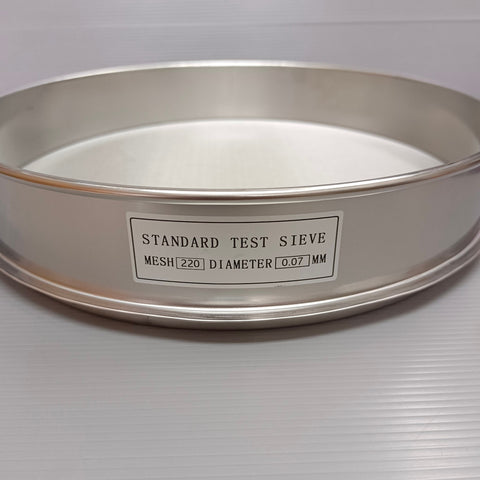 STANDARD TEST SIEVE
MESH 220 DIAMETER 0.07 MM